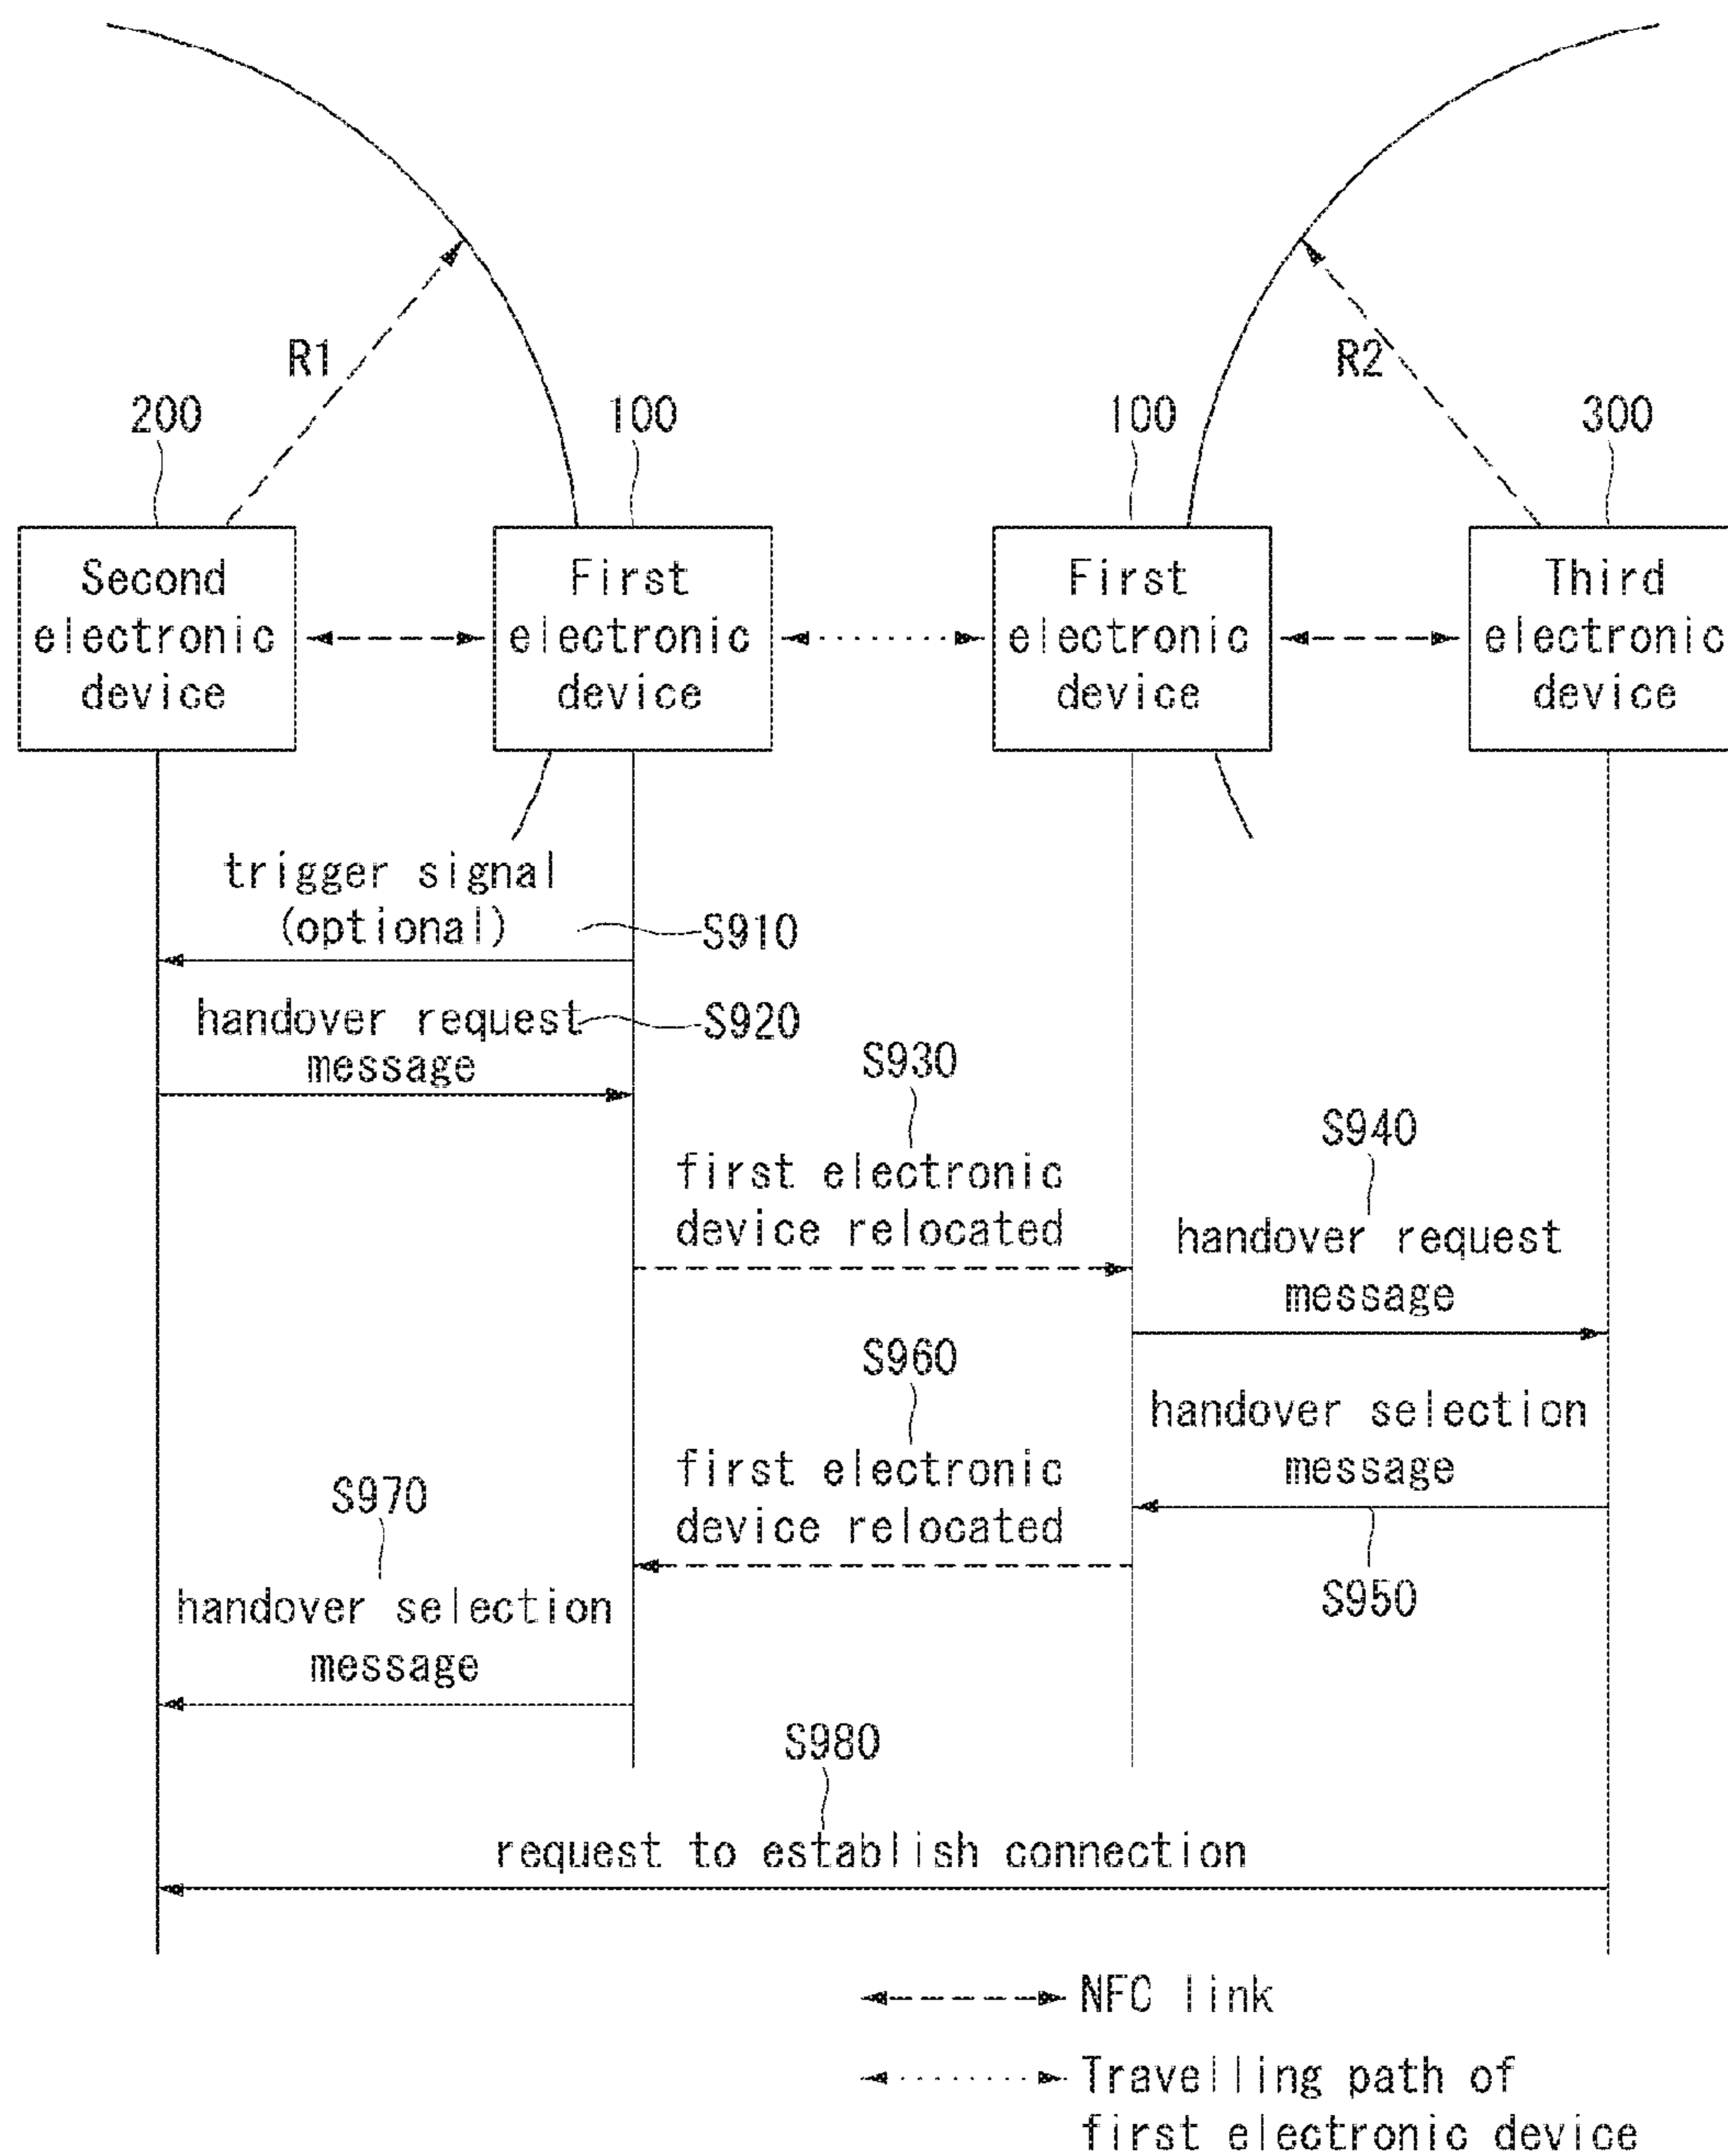 R1
R2
200
100
100
300
Second
electronic
device
First
electronic
device
First
electronic
device
Third
electronic
device
trigger signal
(optional)
S910
handover request
message
S920
S930
first electronic
device relocated
S940
handover request
message
S960
first electronic
device relocated
handover selection
message
S950
S970
handover selection
message
S980
request to establish connection
NFC link
Travelling path of
first electronic device